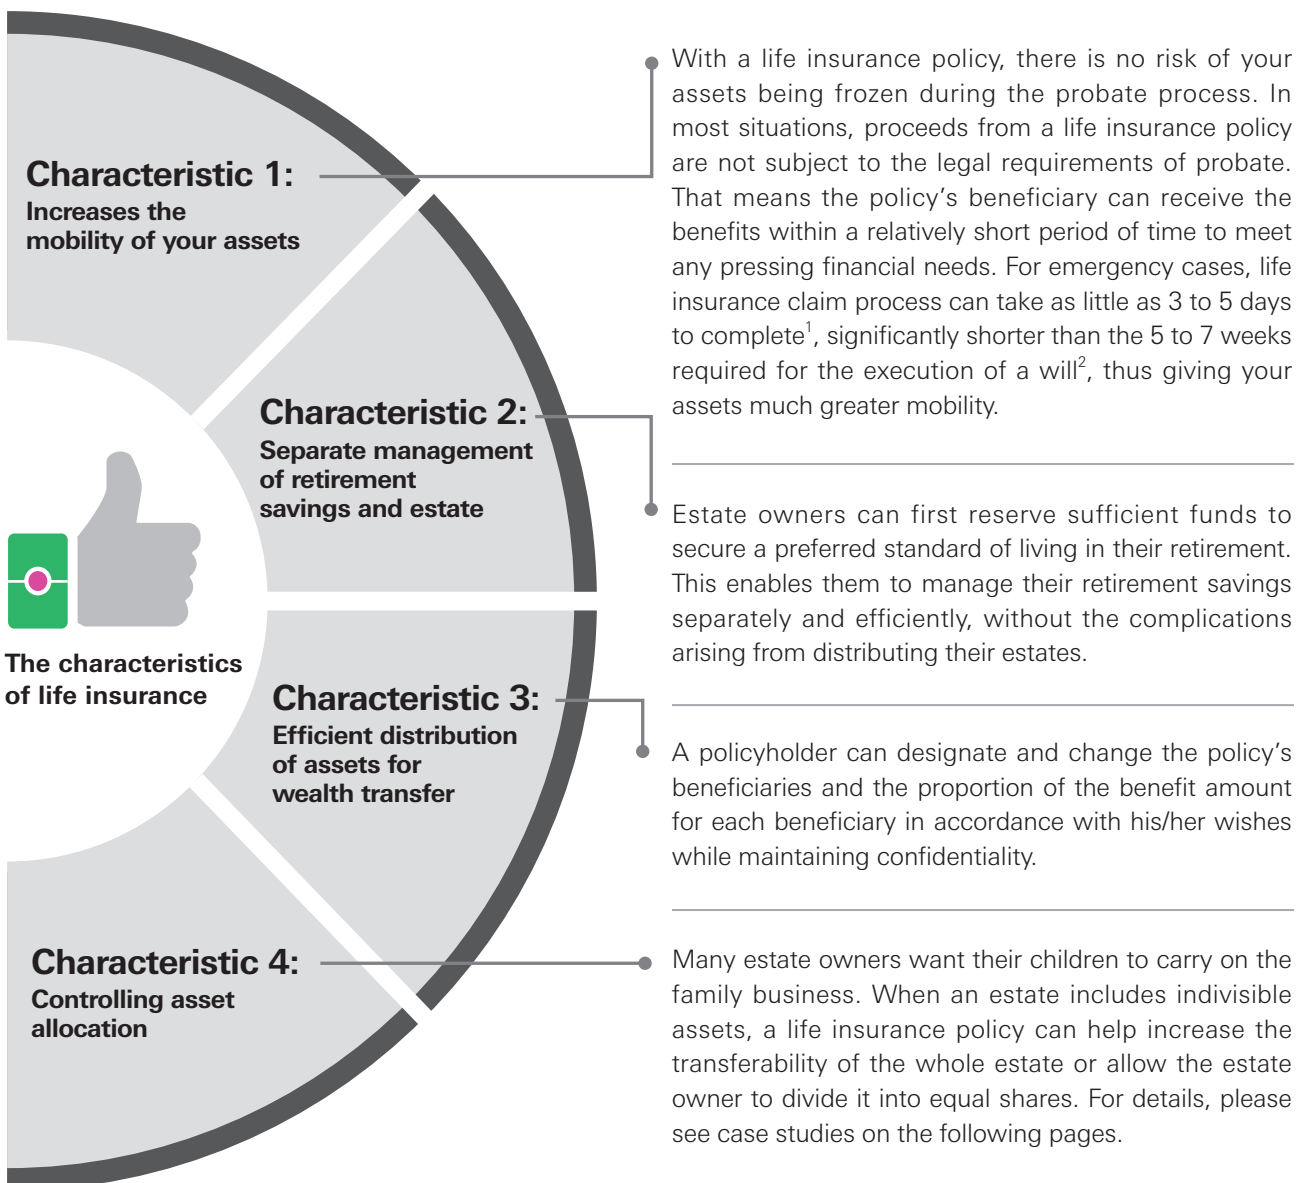 Characteristic 1:
Increases the
mobility of your assets
With a life insurance policy, there is no risk of your
assets being frozen during the probate process. In
most situations, proceeds from a life insurance policy
are not subject to the legal requirements of probate.
That means the policy’s beneficiary can receive the
benefits within a relatively short period of time to meet
any pressing financial needs. For emergency cases, life
insurance claim process can take as little as 3 to 5 days
to complete¹, significantly shorter than the 5 to 7 weeks
required for the execution of a will², thus giving your
assets much greater mobility.
Characteristic 2:
Separate management
of retirement
savings and estate
Estate owners can first reserve sufficient funds to
secure a preferred standard of living in their retirement.
This enables them to manage their retirement savings
separately and efficiently, without the complications
arising from distributing their estates.
The characteristics
of life insurance
Characteristic 3:
Efficient distribution
of assets for
wealth transfer
A policyholder can designate and change the policy’s
beneficiaries and the proportion of the benefit amount
for each beneficiary in accordance with his/her wishes
while maintaining confidentiality.
Characteristic 4:
Controlling asset
allocation
Many estate owners want their children to carry on the
family business. When an estate includes indivisible
assets, a life insurance policy can help increase the
transferability of the whole estate or allow the estate
owner to divide it into equal shares. For details, please
see case studies on the following pages.